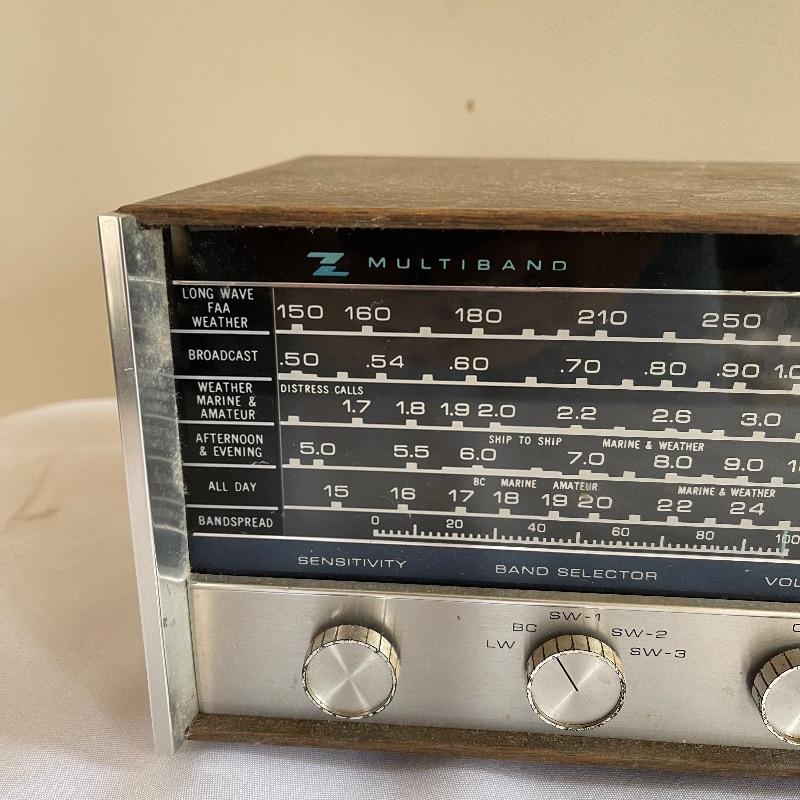 Z MULTIBAND
LONG WAVE
FAA
WEATHER
150 160 180 210 250
BROADCAST
.50 .54 .60 .70 .80 .90 1.0
DISTRESS CALLS
WEATHER
MARINE &
AMATEUR
1.7 1.8 1.9 2.0 2.2 2.6 3.0
SHIP TO SHIP MARINE & WEATHER
AFTERNOON
& EVENING
5.0 5.5 6.0 7.0 8.0 9.0
BC MARINE AMATEUR MARINE & WEATHER
ALL DAY
15 16 17 18 19 20 22 24
BANDSPREAD
0 20 40 60 80 100
SENSITIVITY BAND SELECTOR VOL
LW BC SW-1 SW-2 SW-3